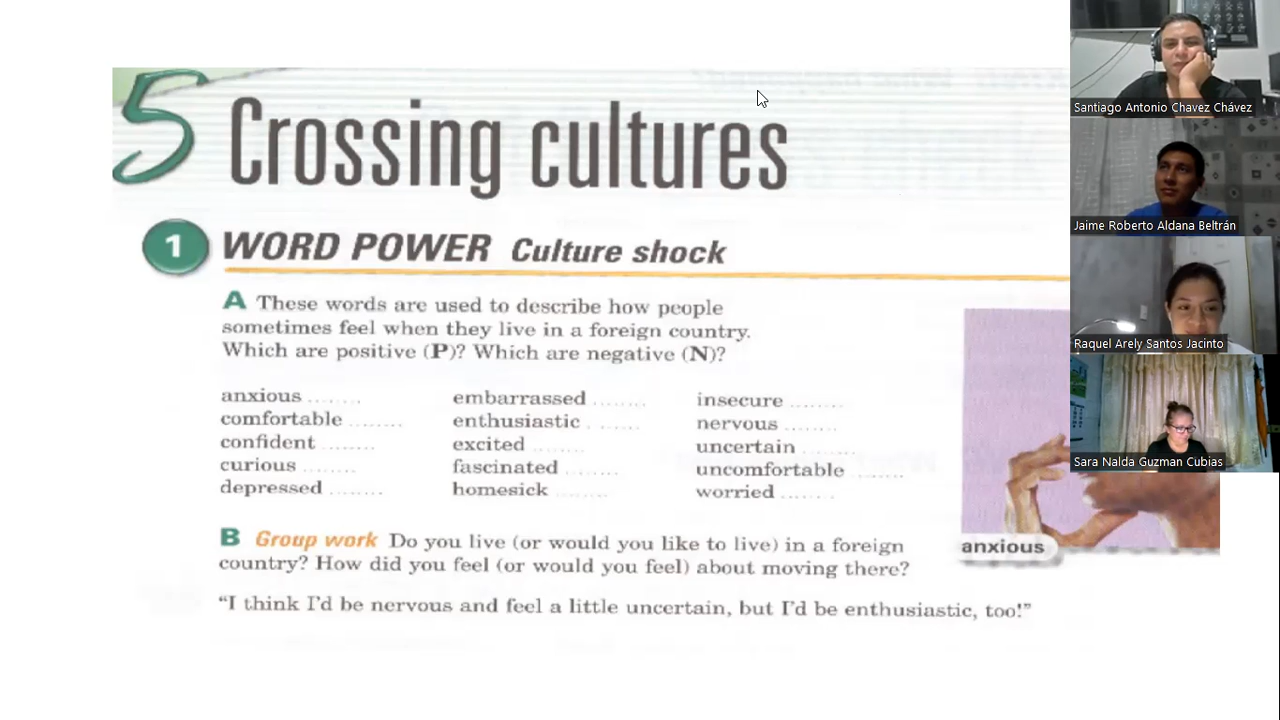 5 Crossing cultures
1 WORD POWER Culture shock
A These words are used to describe how people
sometimes feel when they live in a foreign country.
Which are positive (P)? Which are negative (N)?
anxious ........
comfortable ........
confident ........
curious ........
depressed ........
embarrassed ........
enthusiastic ........
excited ........
fascinated ........
homesick ........
insecure ........
nervous ........
uncertain ........
uncomfortable ........
worried ........
anxious
B Group work Do you live (or would you like to live) in a foreign
country? How did you feel (or would you feel) about moving there?
“I think I’d be nervous and feel a little uncertain, but I’d be enthusiastic, too!”
Santiago Antonio Chavez Chávez
Jaime Roberto Aldana Beltrán
Raquel Arely Santos Jacinto
Sara Nalda Guzman Cubias